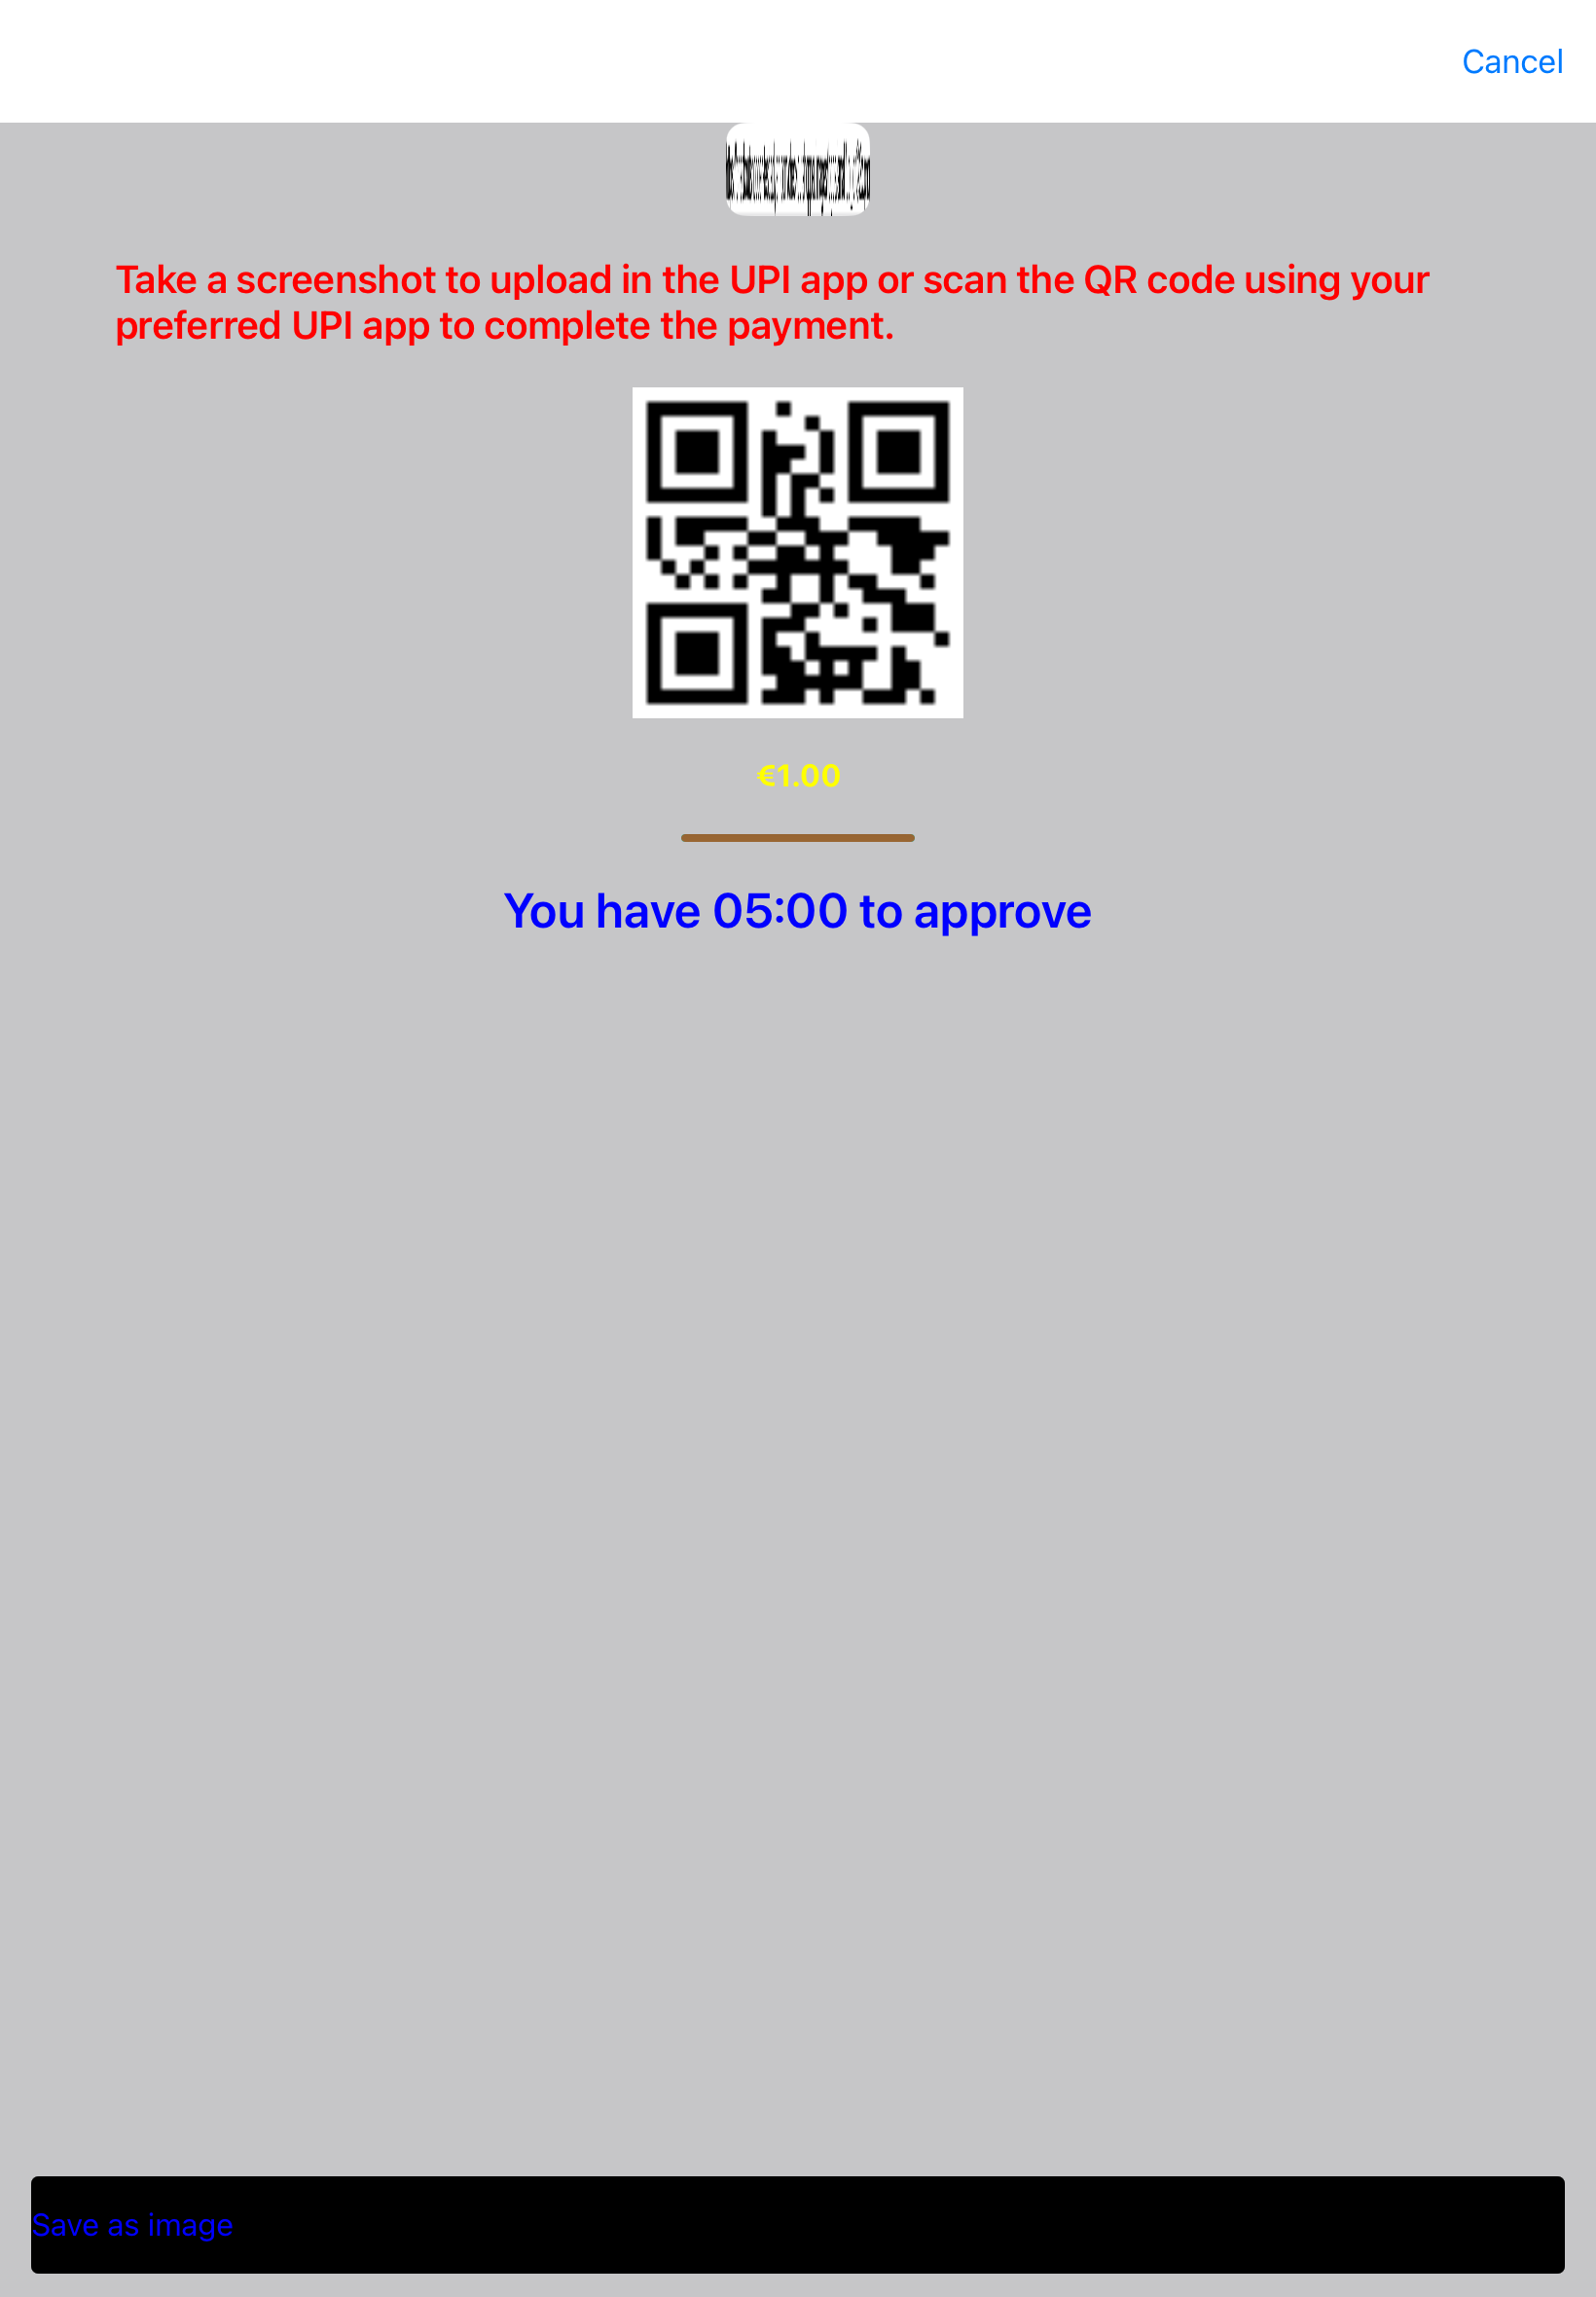 Cancel
Take a screenshot to upload in the UPI app or scan the QR code using your
preferred UPI app to complete the payment.
€1.00
You have 05:00 to approve
Save as image